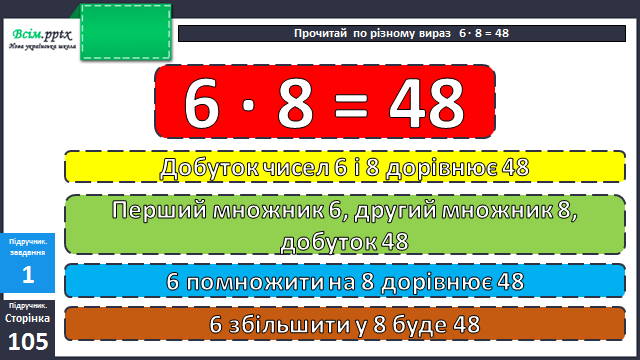 Всім.pptx
Нова українська школа
Прочитай по різному вираз 6 · 8 = 48
6 · 8 = 48
Добуток чисел 6 і 8 дорівнює 48
Перший множник 6, другий множник 8,
добуток 48
6 помножити на 8 дорівнює 48
6 збільшити у 8 буде 48
Підручник.
завдання
1
Підручник.
Сторінка
105